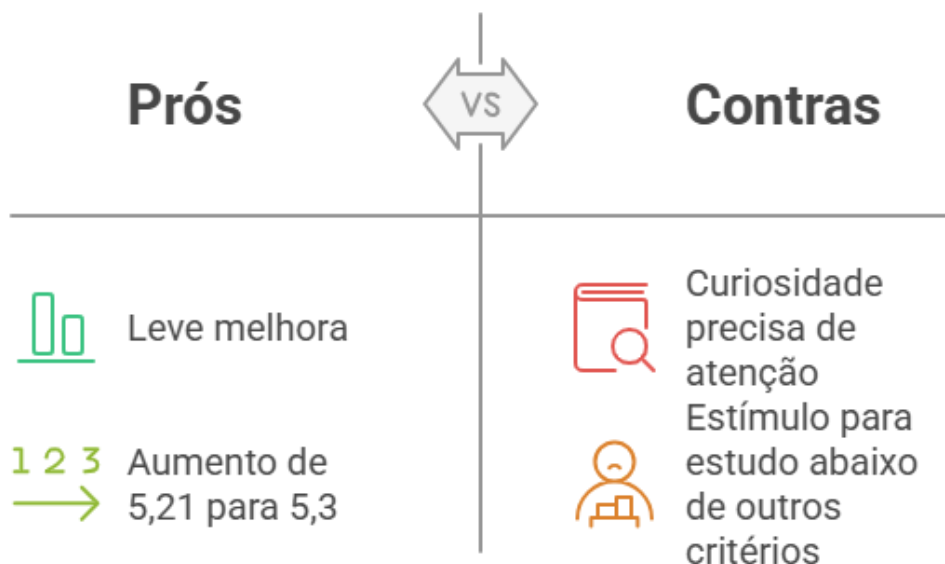 Prós
VS
Contras
Leve melhora
1 2 3
Aumento de
5,21 para 5,3
Curiosidade
precisa de
atenção
Estímulo para
estudo abaixo
de outros
critérios